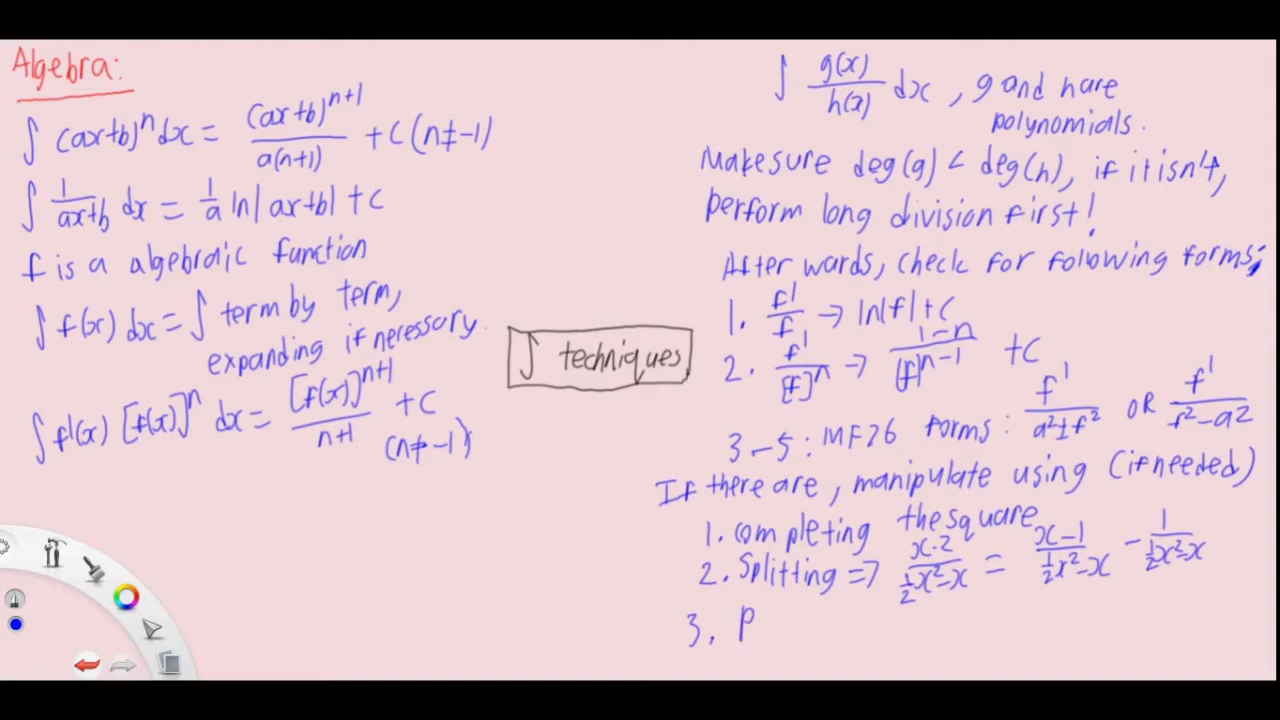 Algebra:
∫ (ax+b)^n dx = (ax+b)^(n+1) / a(n+1) + C (n≠-1)
∫ 1/(ax+b) dx = 1/a ln|ax+b| + C
f is a algebraic function
∫ f(x) dx = ∫ term by term,
expanding if necessary.
∫ f'(x) [f(x)]^n dx = [f(x)]^(n+1) / (n+1) + C
(n≠-1)
∫ techniques
∫ g(x)/h(x) dx , g and h are
polynomials.
Make sure deg(g) < deg(h), if it isn't,
perform long division first!
After wards, check for following forms:
1. f'/f → ln|f| + C
2. f'/[f]^n → (1-n)/[f]^(n-1) + C
3-5: MF26 forms: f'/(a²±f²) OR f'/(f²-a²)
If there are, manipulate using (if needed)
1. completing the square
2. Splitting => (x-2)/(½x²-x) = (x-1)/(½x²-x) - 1/(½x²-x)
3. P